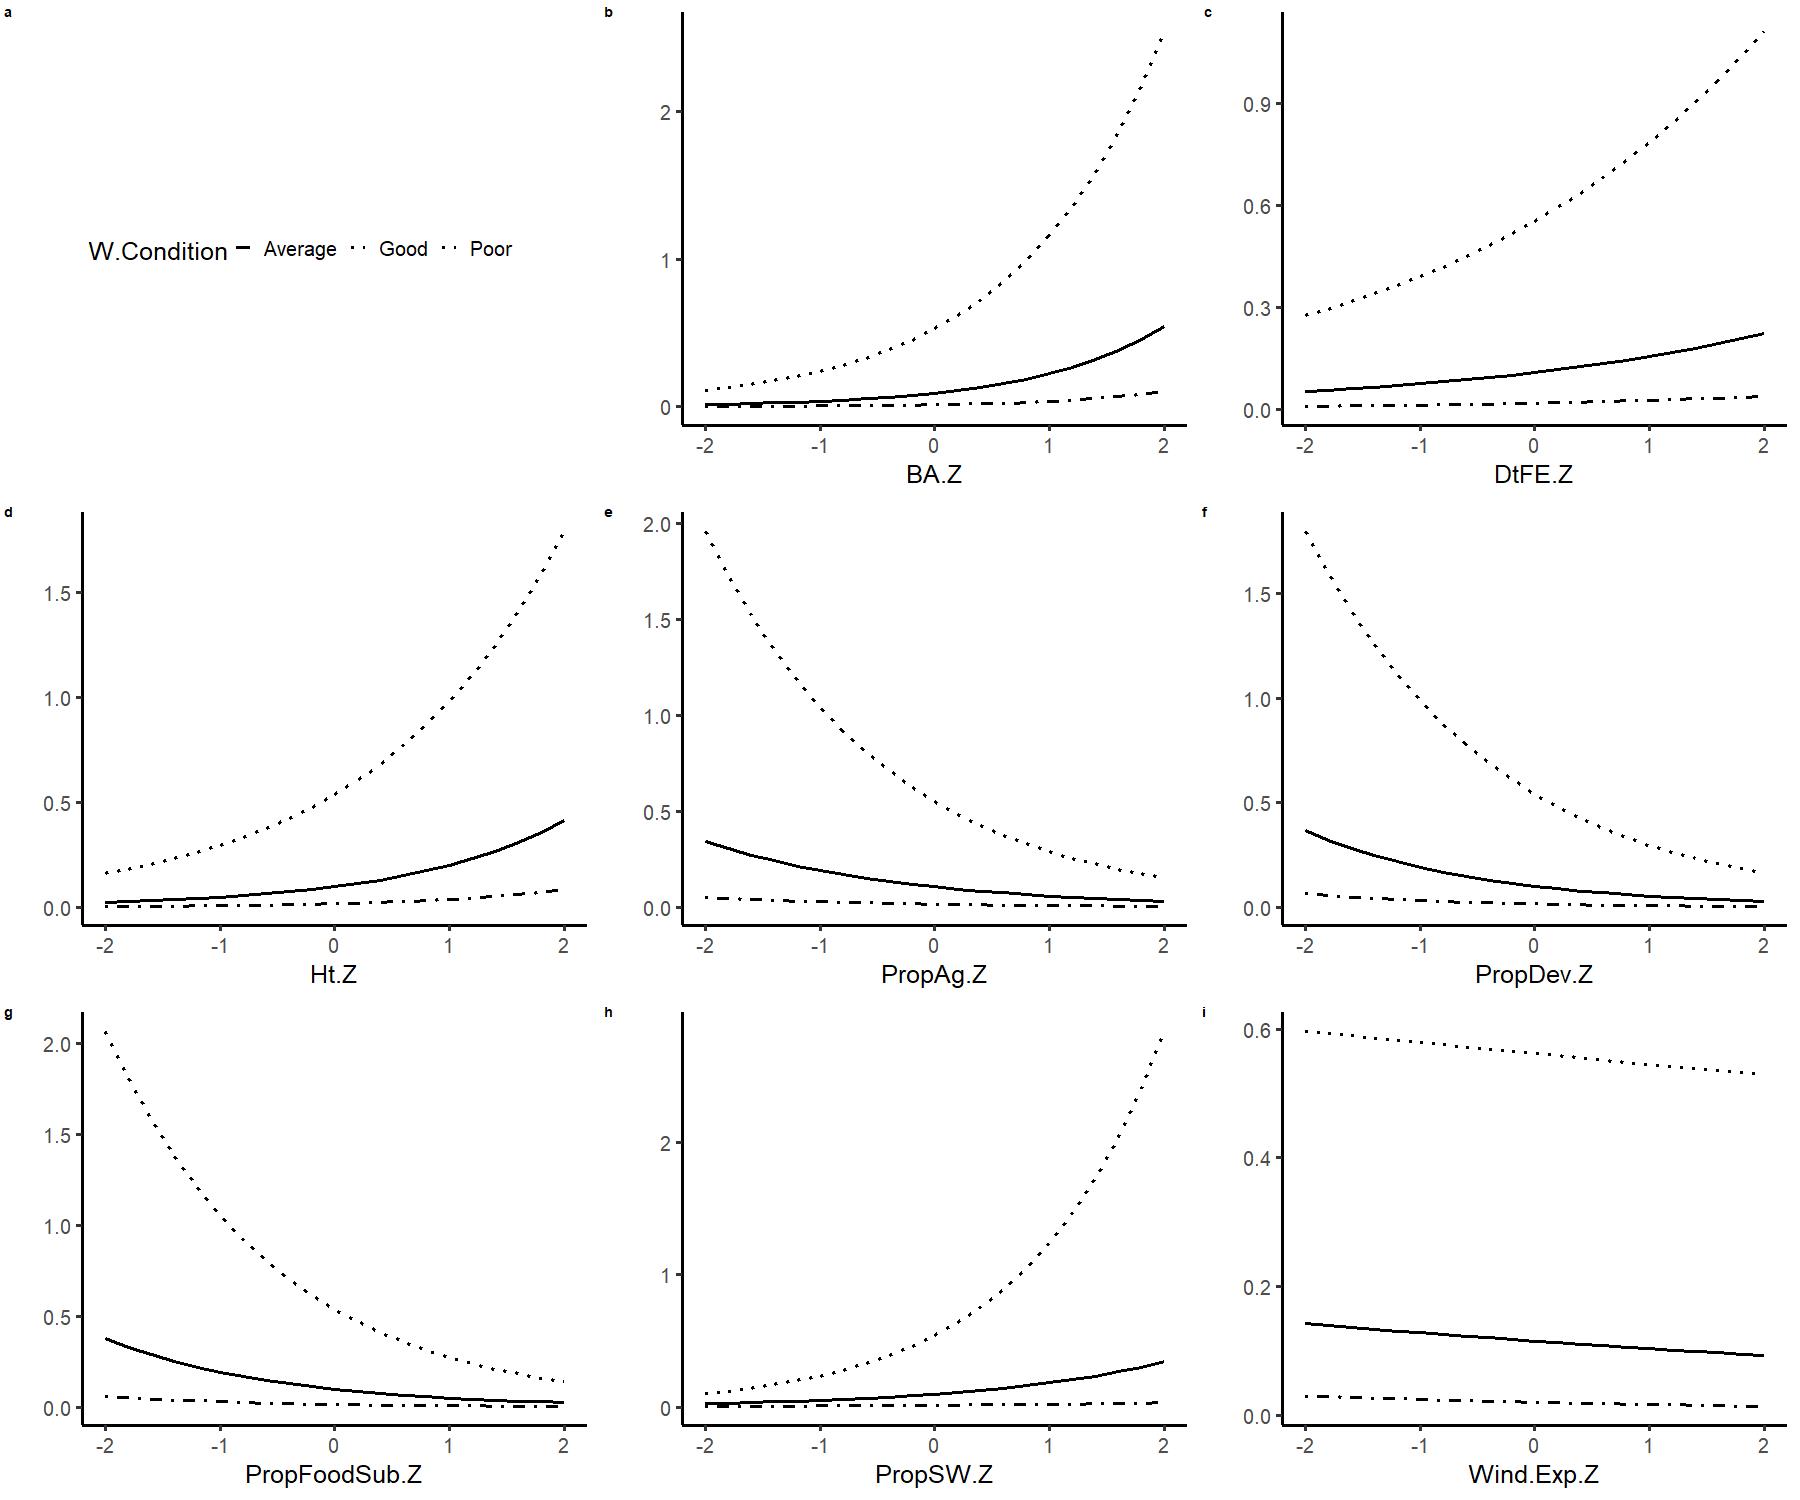 a
W.Condition Average Good Poor
b
2
1
0
-2 -1 0 1 2
BA.Z
c
0.9
0.6
0.3
0.0
-2 -1 0 1 2
DtFE.Z
d
1.5
1.0
0.5
0.0
-2 -1 0 1 2
Ht.Z
e
2.0
1.5
1.0
0.5
0.0
-2 -1 0 1 2
PropAg.Z
f
1.5
1.0
0.5
0.0
-2 -1 0 1 2
PropDev.Z
g
2.0
1.5
1.0
0.5
0.0
-2 -1 0 1 2
PropFoodSub.Z
h
2
1
0
-2 -1 0 1 2
PropSW.Z
i
0.6
0.4
0.2
0.0
-2 -1 0 1 2
Wind.Exp.Z